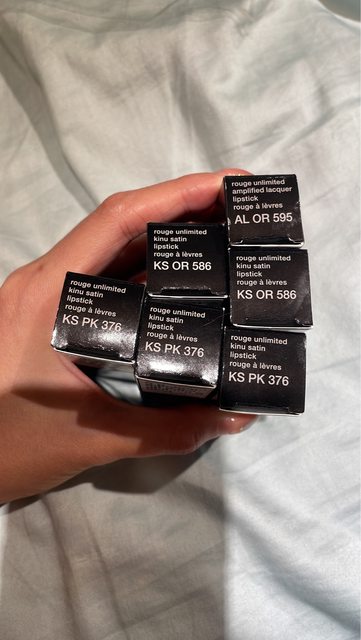 rouge unlimited
amplified lacquer
lipstick
rouge à lèvres
AL OR 595
rouge unlimited
kinu satin
lipstick
rouge à lèvres
KS OR 586
rouge unlimited
kinu satin
lipstick
rouge à lèvres
KS OR 586
rouge unlimited
kinu satin
lipstick
rouge à lèvres
KS PK 376
rouge unlimited
kinu satin
lipstick
rouge à lèvres
KS PK 376
rouge unlimited
kinu satin
lipstick
rouge à lèvres
KS PK 376